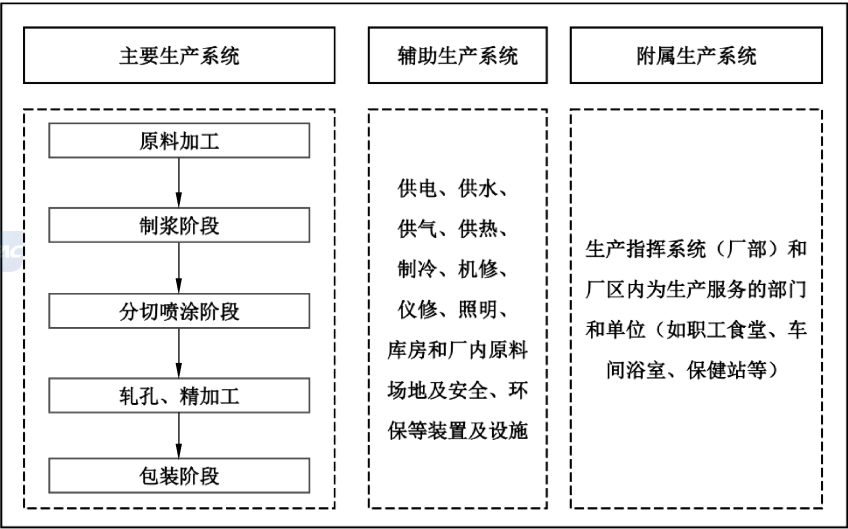 主要生产系统
辅助生产系统
附属生产系统
原料加工
制浆阶段
分切喷涂阶段
轧孔、精加工
包装阶段
供电、供水、
供气、供热、
制冷、机修、
仪修、照明、
库房和厂内原料
场地及安全、环
保等装置及设施
生产指挥系统（厂部）和
厂区内为生产服务的部门
和单位（如职工食堂、车
间浴室、保健站等）